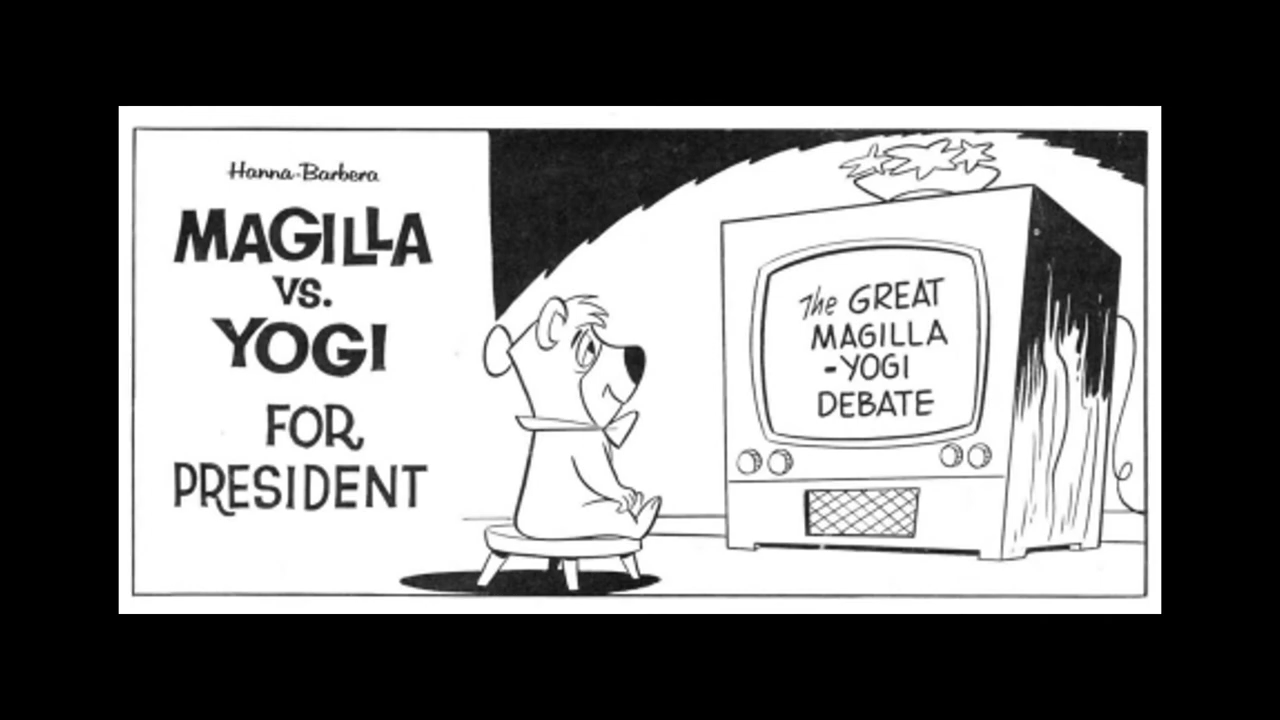 Hanna-Barbera
MAGILLA
VS.
YOGI
FOR
PRESIDENT
The GREAT
MAGILLA
-YOGI
DEBATE